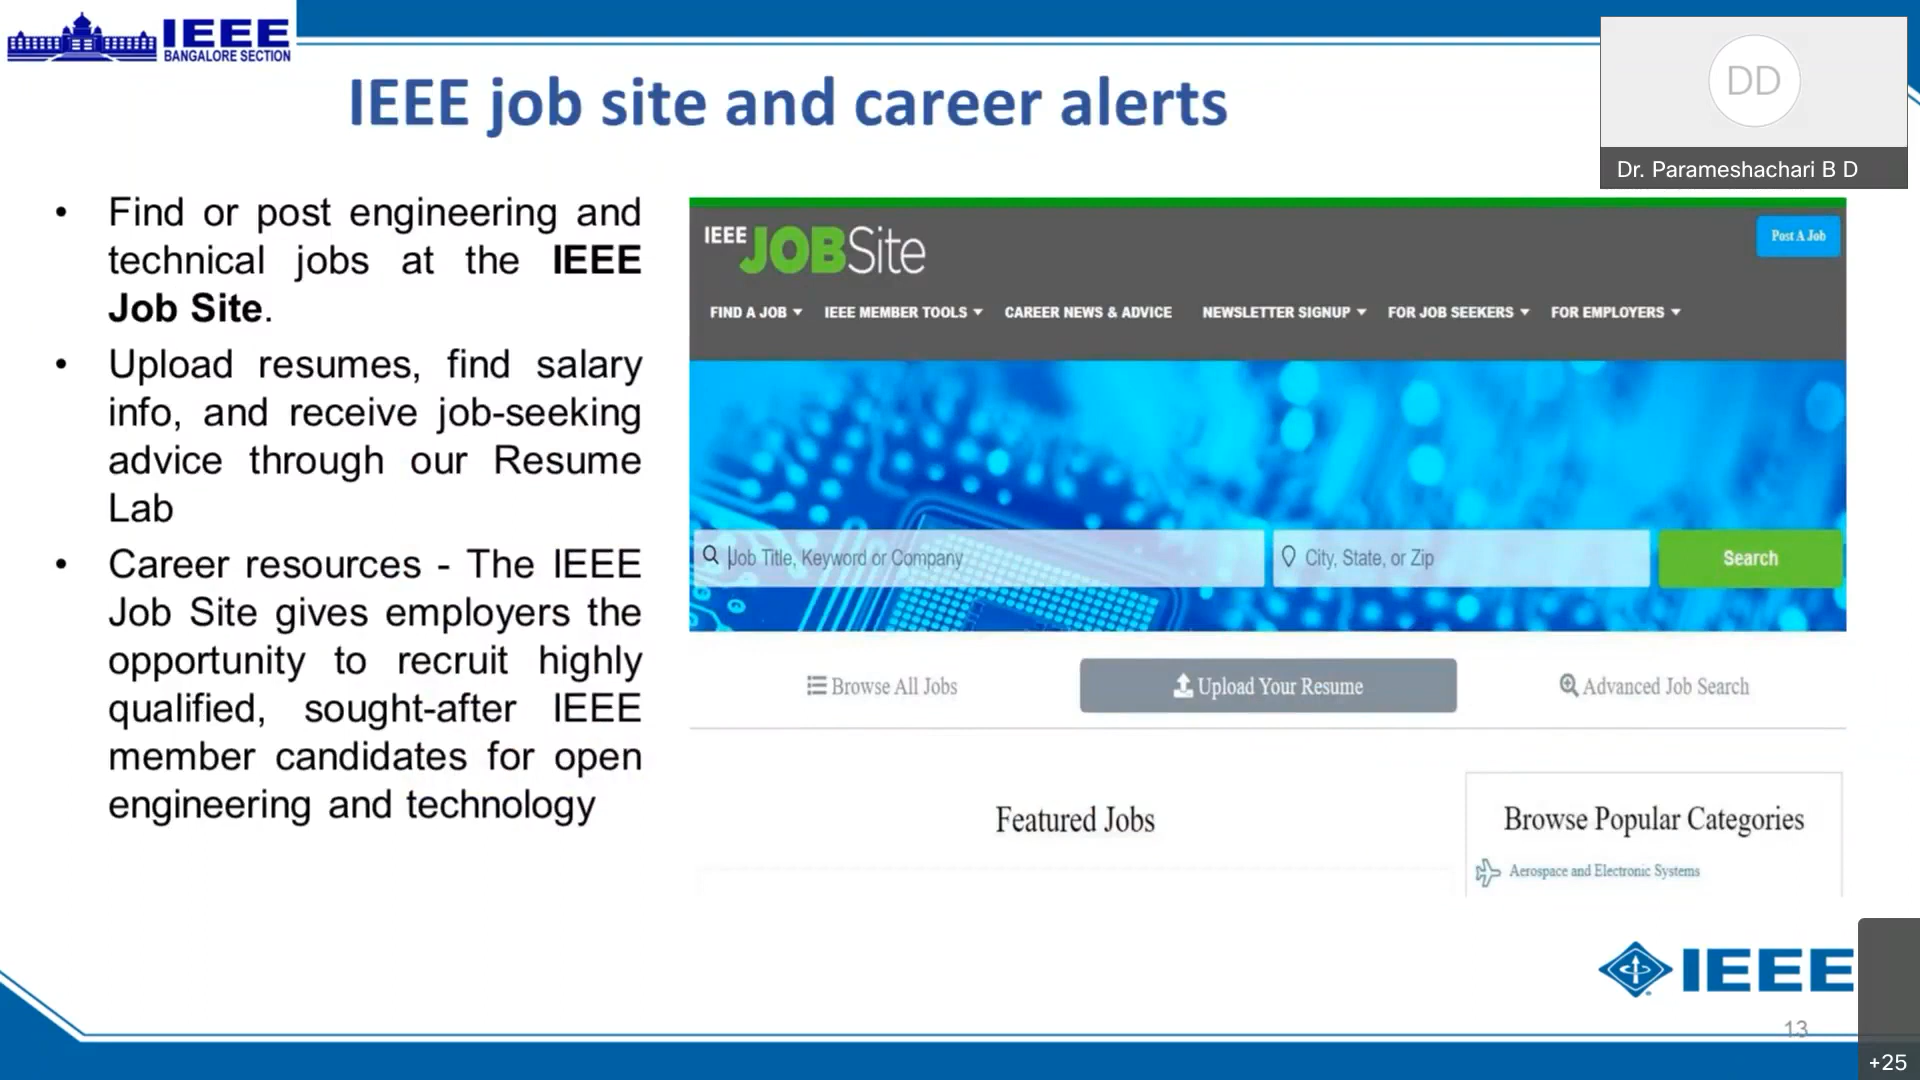 IEEE
BANGALORE SECTION
IEEE job site and career alerts
DD
Dr. Parameshachari B D
• Find or post engineering and
technical jobs at the IEEE
Job Site.
• Upload resumes, find salary
info, and receive job-seeking
advice through our Resume
Lab
• Career resources - The IEEE
Job Site gives employers the
opportunity to recruit highly
qualified, sought-after IEEE
member candidates for open
engineering and technology
IEEE JOBSite
Post A Job
FIND A JOB IEEE MEMBER TOOLS CAREER NEWS & ADVICE NEWSLETTER SIGNUP FOR JOB SEEKERS FOR EMPLOYERS
Job Title, Keyword or Company City, State, or Zip Search
Browse All Jobs Upload Your Resume Advanced Job Search
Featured Jobs
Browse Popular Categories
Aerospace and Electronic Systems
IEEE
13
+25